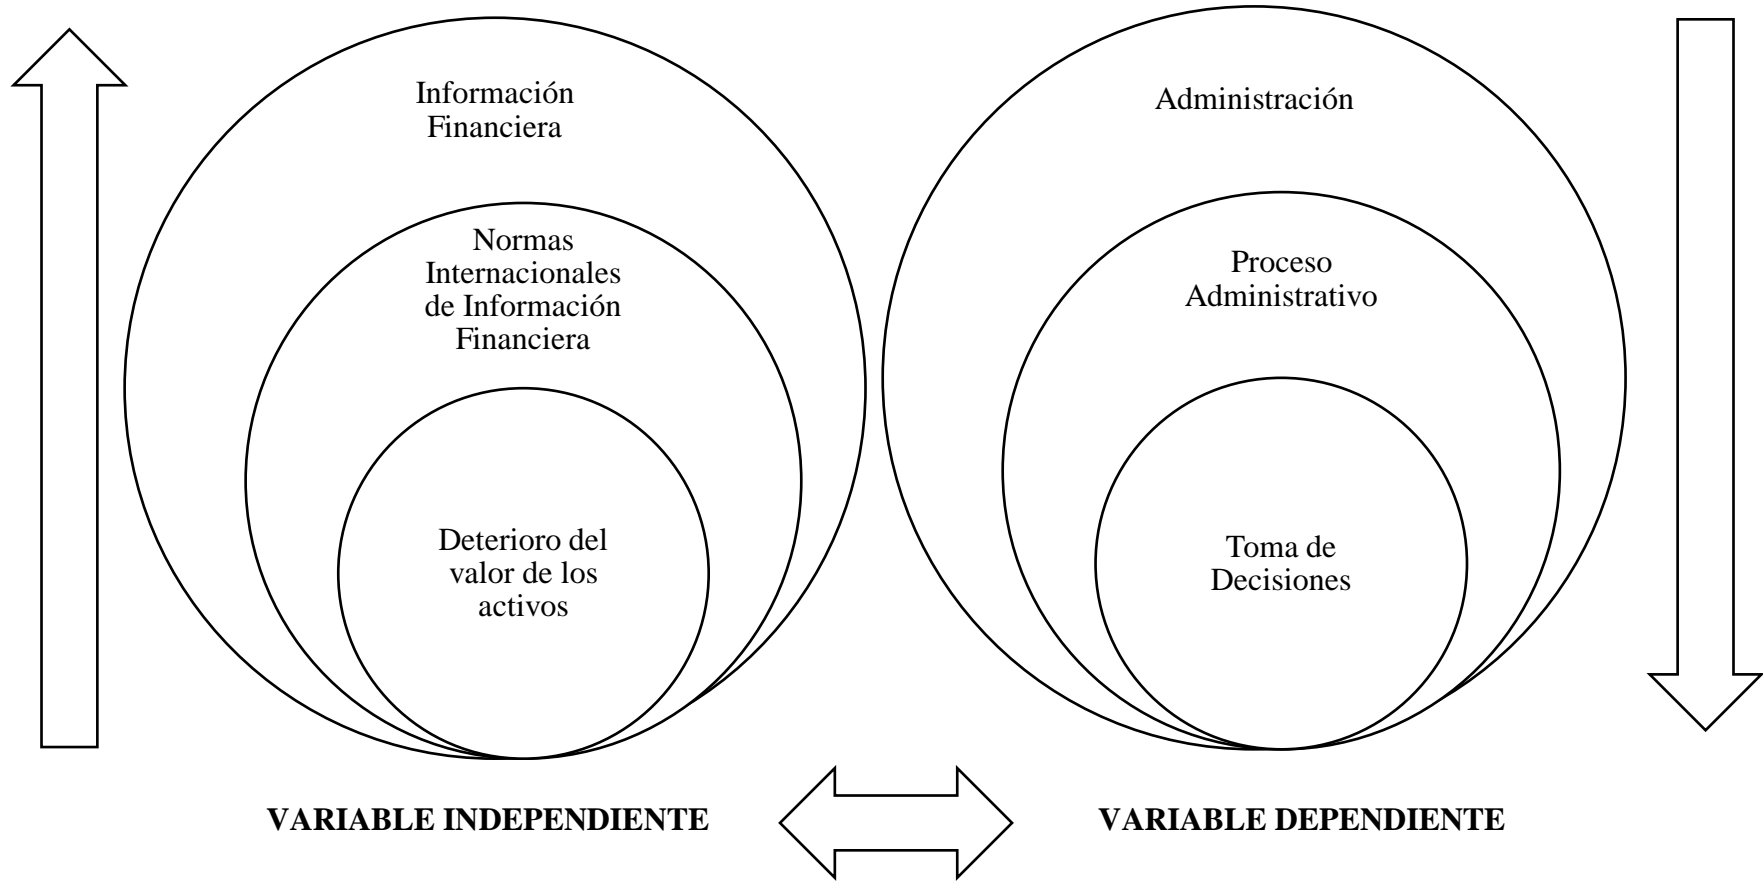 Información
Financiera
Normas
Internacionales
de Información
Financiera
Deterioro del
valor de los
activos
Administración
Proceso
Administrativo
Toma de
Decisiones
VARIABLE INDEPENDIENTE
VARIABLE DEPENDIENTE